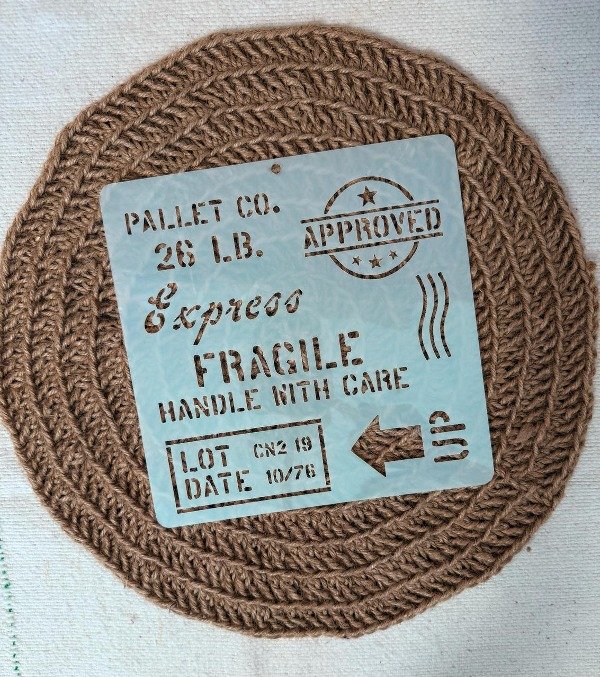 PALLET CO.
26 LB.
APPROVED
Express
FRAGILE
HANDLE WITH CARE
LOT CN2 19
DATE 10/76
UP